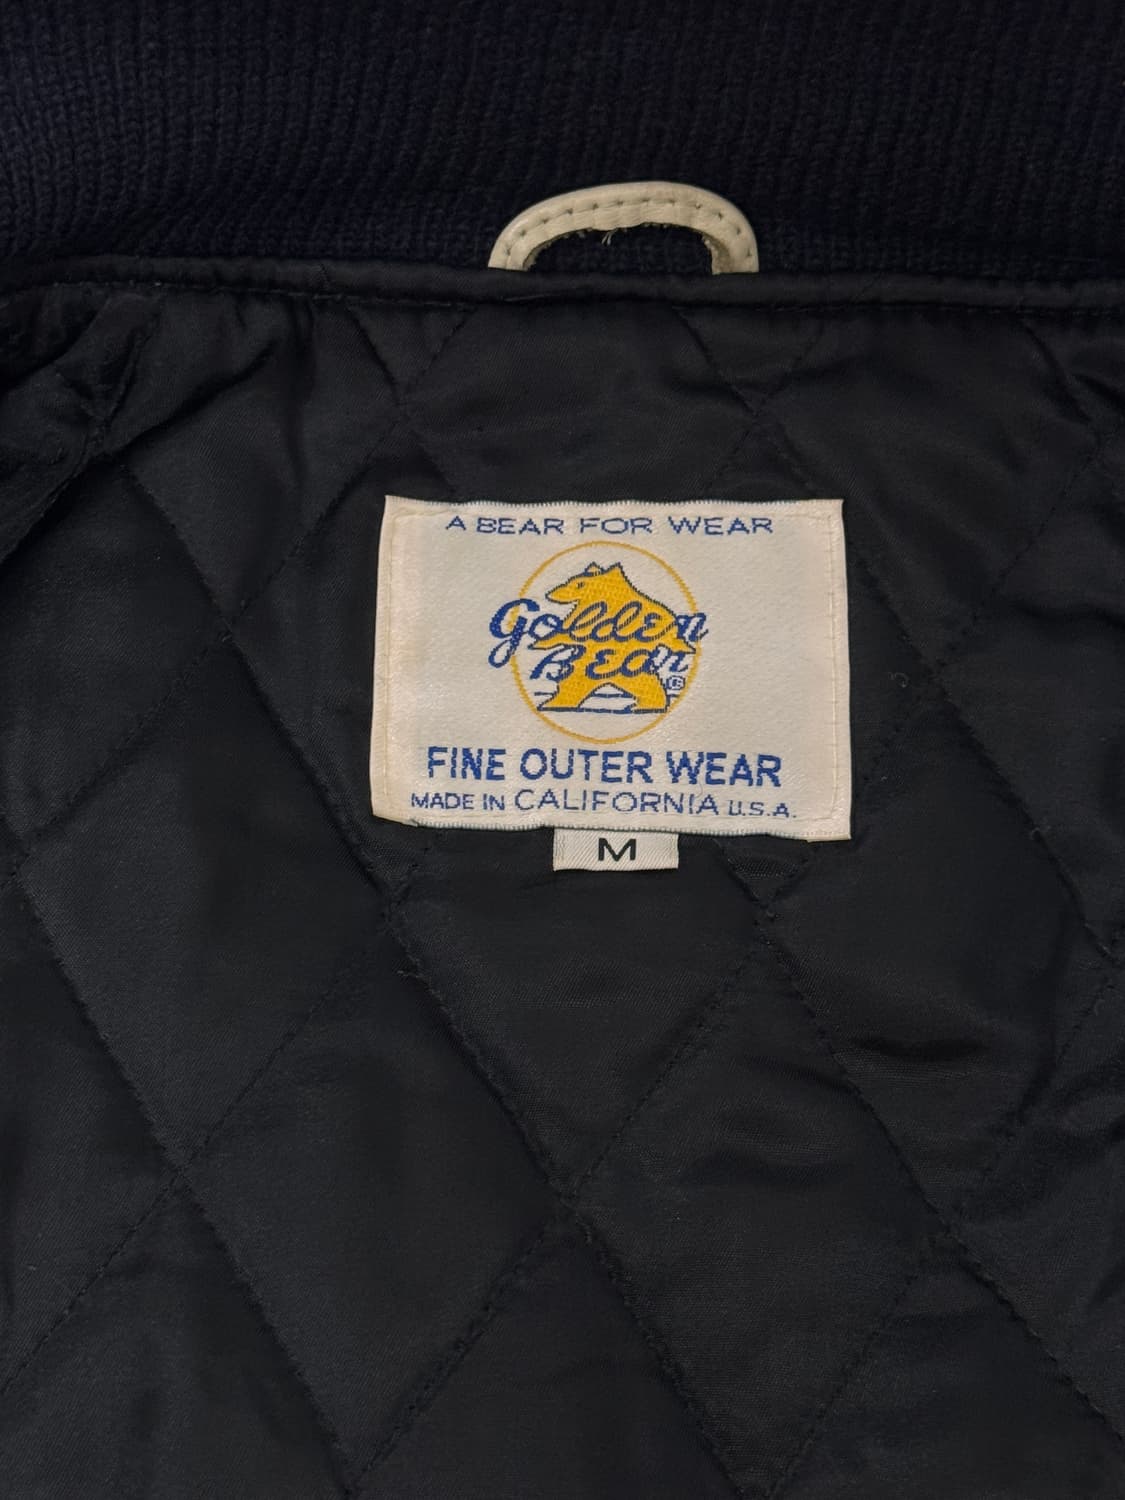 A BEAR FOR WEAR
Golden
BEar
©
FINE OUTER WEAR
MADE IN CALIFORNIA U.S.A.
M